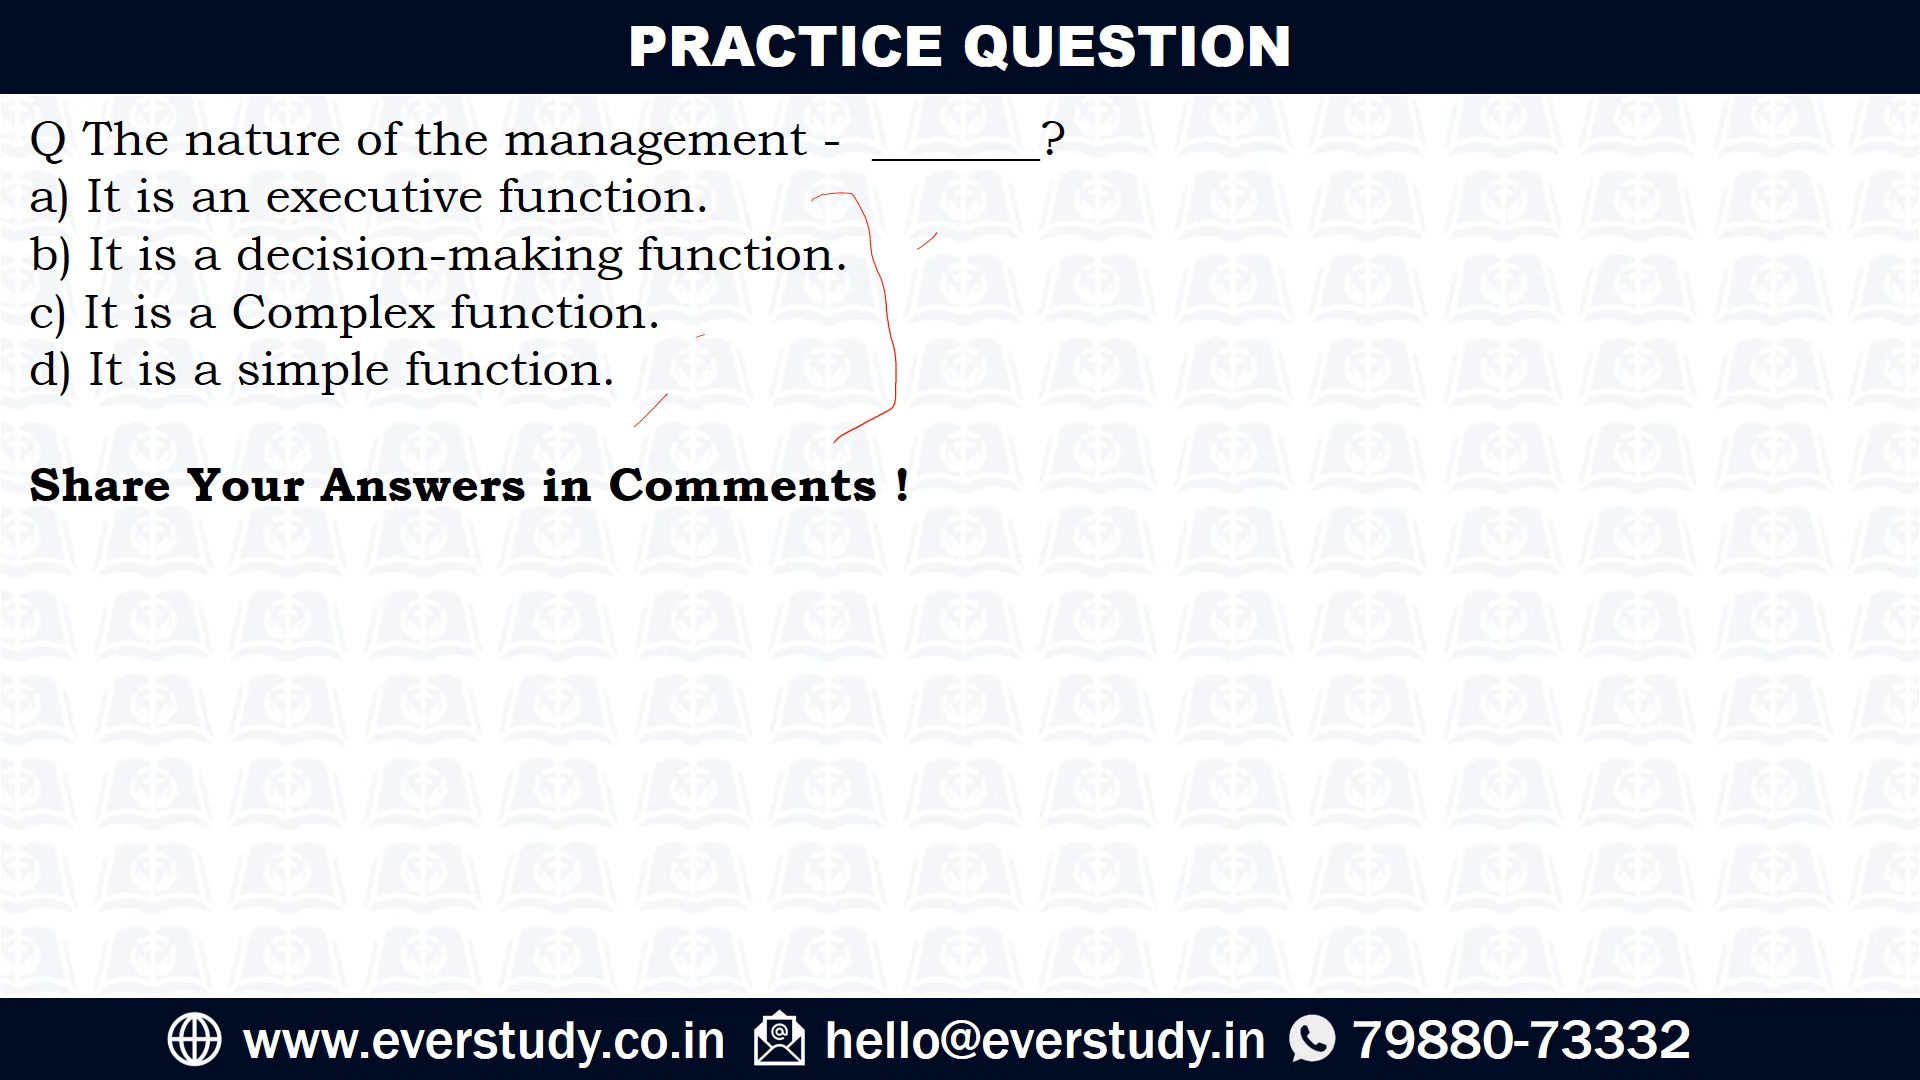 PRACTICE QUESTION
Q The nature of the management - _______?
a) It is an executive function.
b) It is a decision-making function.
c) It is a Complex function.
d) It is a simple function.
Share Your Answers in Comments !
www.everstudy.co.in hello@everstudy.in 79880-73332